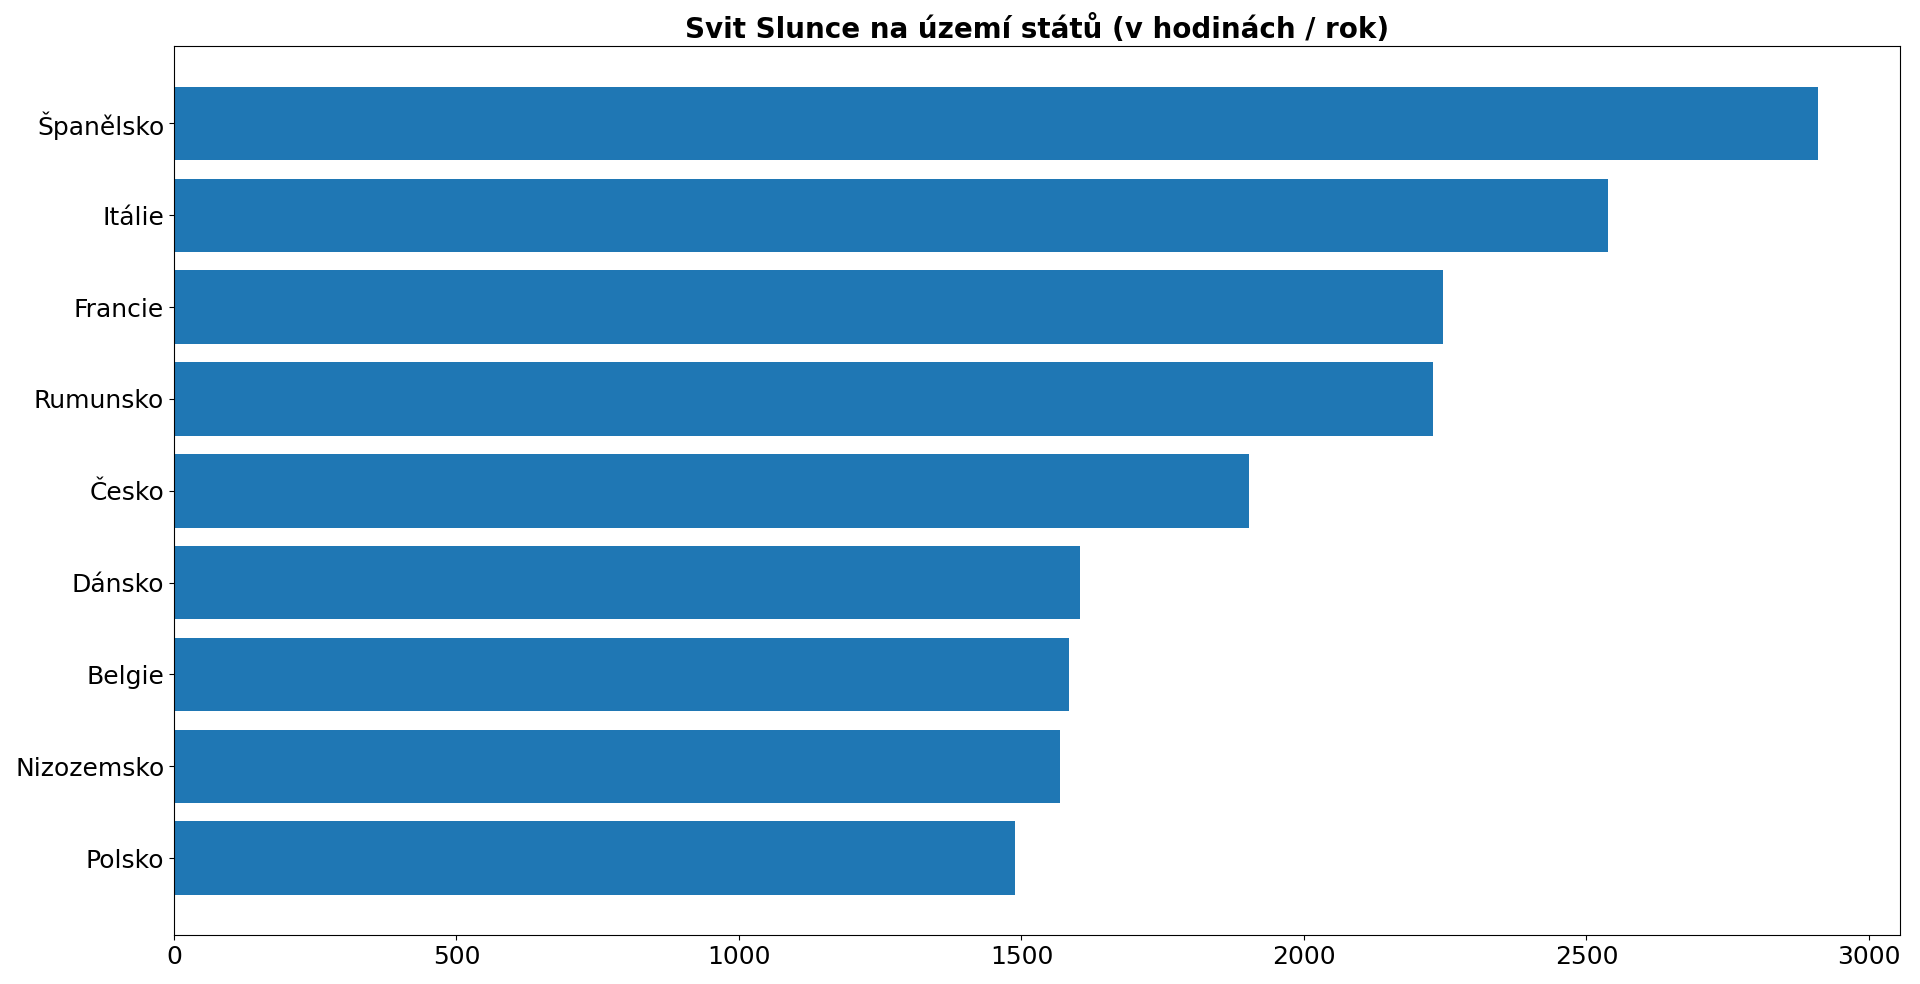 Svit Slunce na území států (v hodinách / rok)
Španělsko
Itálie
Francie
Rumunsko
Česko
Dánsko
Belgie
Nizozemsko
Polsko
0 500 1000 1500 2000 2500 3000